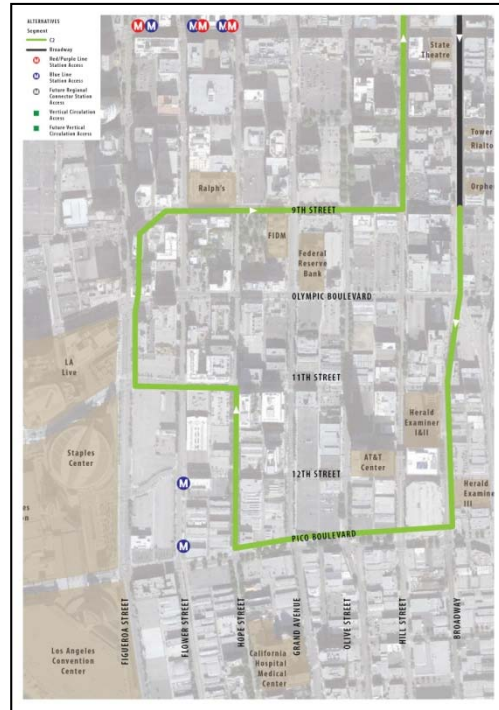 ALTERNATIVES
Segment
C2
Broadway
Red/Purple Line
Station Access
Blue Line
Station Access
Future Regional
Connector Station
Access
Vertical Circulation
Access
Future Vertical
Circulation Access
M M M M M
State
Theatre
Tower
Rialto
Orphe
Ralph's
9TH STREET
FIDM
Federal
Reserve
Bank
OLYMPIC BOULEVARD
LA
Live
11TH STREET
Herald
Examiner
I&II
Staples
Center
AT&T
Center
12TH STREET
M
Herald
Examine
III
es
on
PICO BOULEVARD
M
FIGUEROA STREET
FLOWER STREET
HOPE STREET
GRAND AVENUE
OLIVE STREET
HILL STREET
BROADWAY
Los Angeles
Convention
Center
California
Hospital
Medical
Center